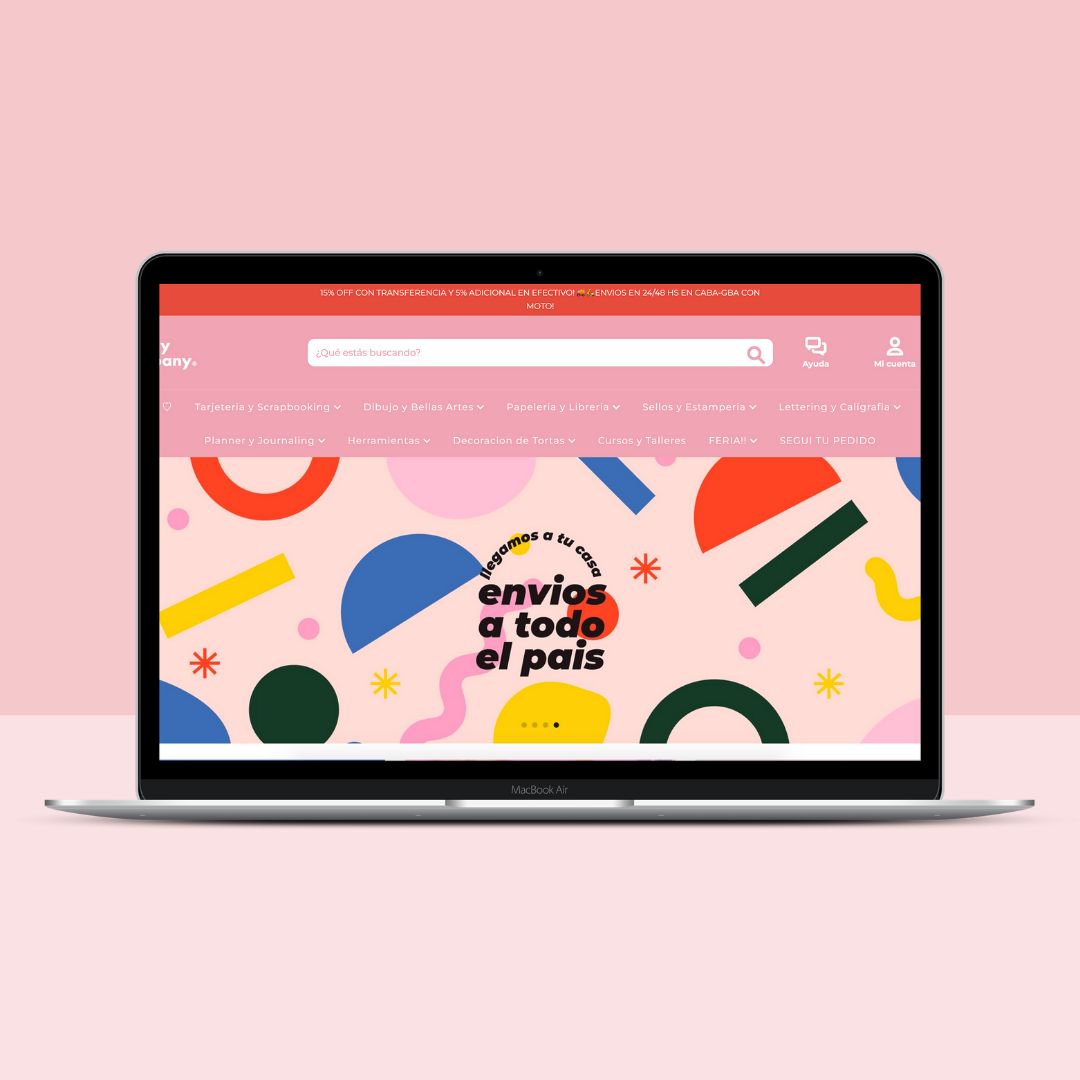 15% OFF CON TRANSFERENCIA Y 5% ADICIONAL EN EFECTIVO! ENVIOS EN 24/48 HS EN CABA-GBA CON
MOTO!
y
any®
¿Qué estás buscando?
Ayuda
Mi cuenta
Tarjeteria y Scrapbooking Dibujo y Bellas Artes Papeleria y Libreria Sellos y Estamperia Lettering y Caligrafia
Planner y Journaling Herramientas Decoracion de Tortas Cursos y Talleres FERIA!! SEGUI TU PEDIDO
llegamos a tu casa
envios
a todo
el pais
MacBook Air